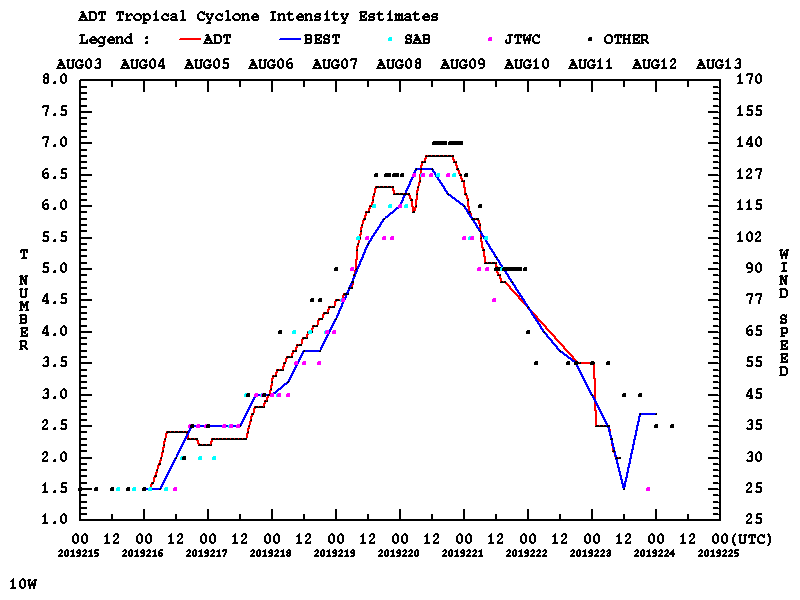 ADT Tropical Cyclone Intensity Estimates
Legend : ADT BEST SAB JTWC OTHER
AUG03 AUG04 AUG05 AUG06 AUG07 AUG08 AUG09 AUG10 AUG11 AUG12 AUG13
8.0 170
7.5 155
7.0 140
6.5 127
6.0 115
5.5 102
5.0 90
4.5 77
4.0 65
3.5 55
3.0 45
2.5 35
2.0 30
1.5 25
1.0 25
T NUMBER
WIND SPEED
00 12 00 12 00 12 00 12 00 12 00 12 00 12 00 12 00 12 00 12 00 (UTC)
2019215 2019216 2019217 2019218 2019219 2019220 2019221 2019222 2019223 2019224 2019225
10W